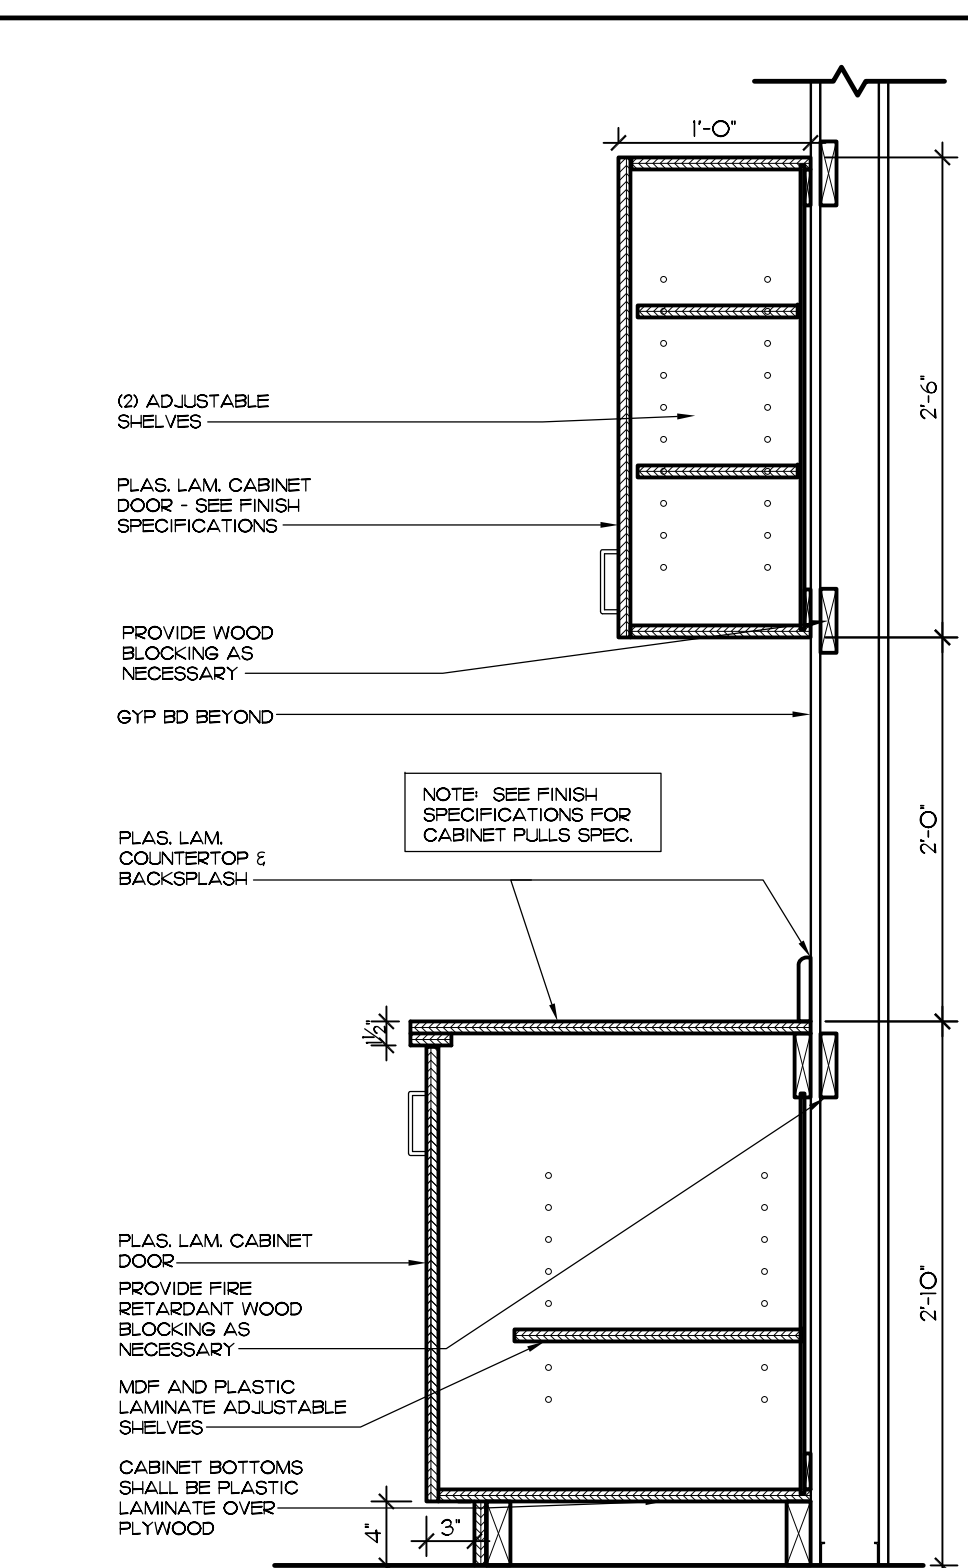 1'-0"
2'-6"
(2) ADJUSTABLE
SHELVES
PLAS. LAM. CABINET
DOOR - SEE FINISH
SPECIFICATIONS
PROVIDE WOOD
BLOCKING AS
NECESSARY
GYP BD BEYOND
NOTE: SEE FINISH
SPECIFICATIONS FOR
CABINET PULLS SPEC.
2'-0"
PLAS. LAM.
COUNTERTOP &
BACKSPLASH
1½"
PLAS. LAM. CABINET
DOOR
2'-10"
PROVIDE FIRE
RETARDANT WOOD
BLOCKING AS
NECESSARY
MDF AND PLASTIC
LAMINATE ADJUSTABLE
SHELVES
CABINET BOTTOMS
SHALL BE PLASTIC
LAMINATE OVER
PLYWOOD
4"
3"